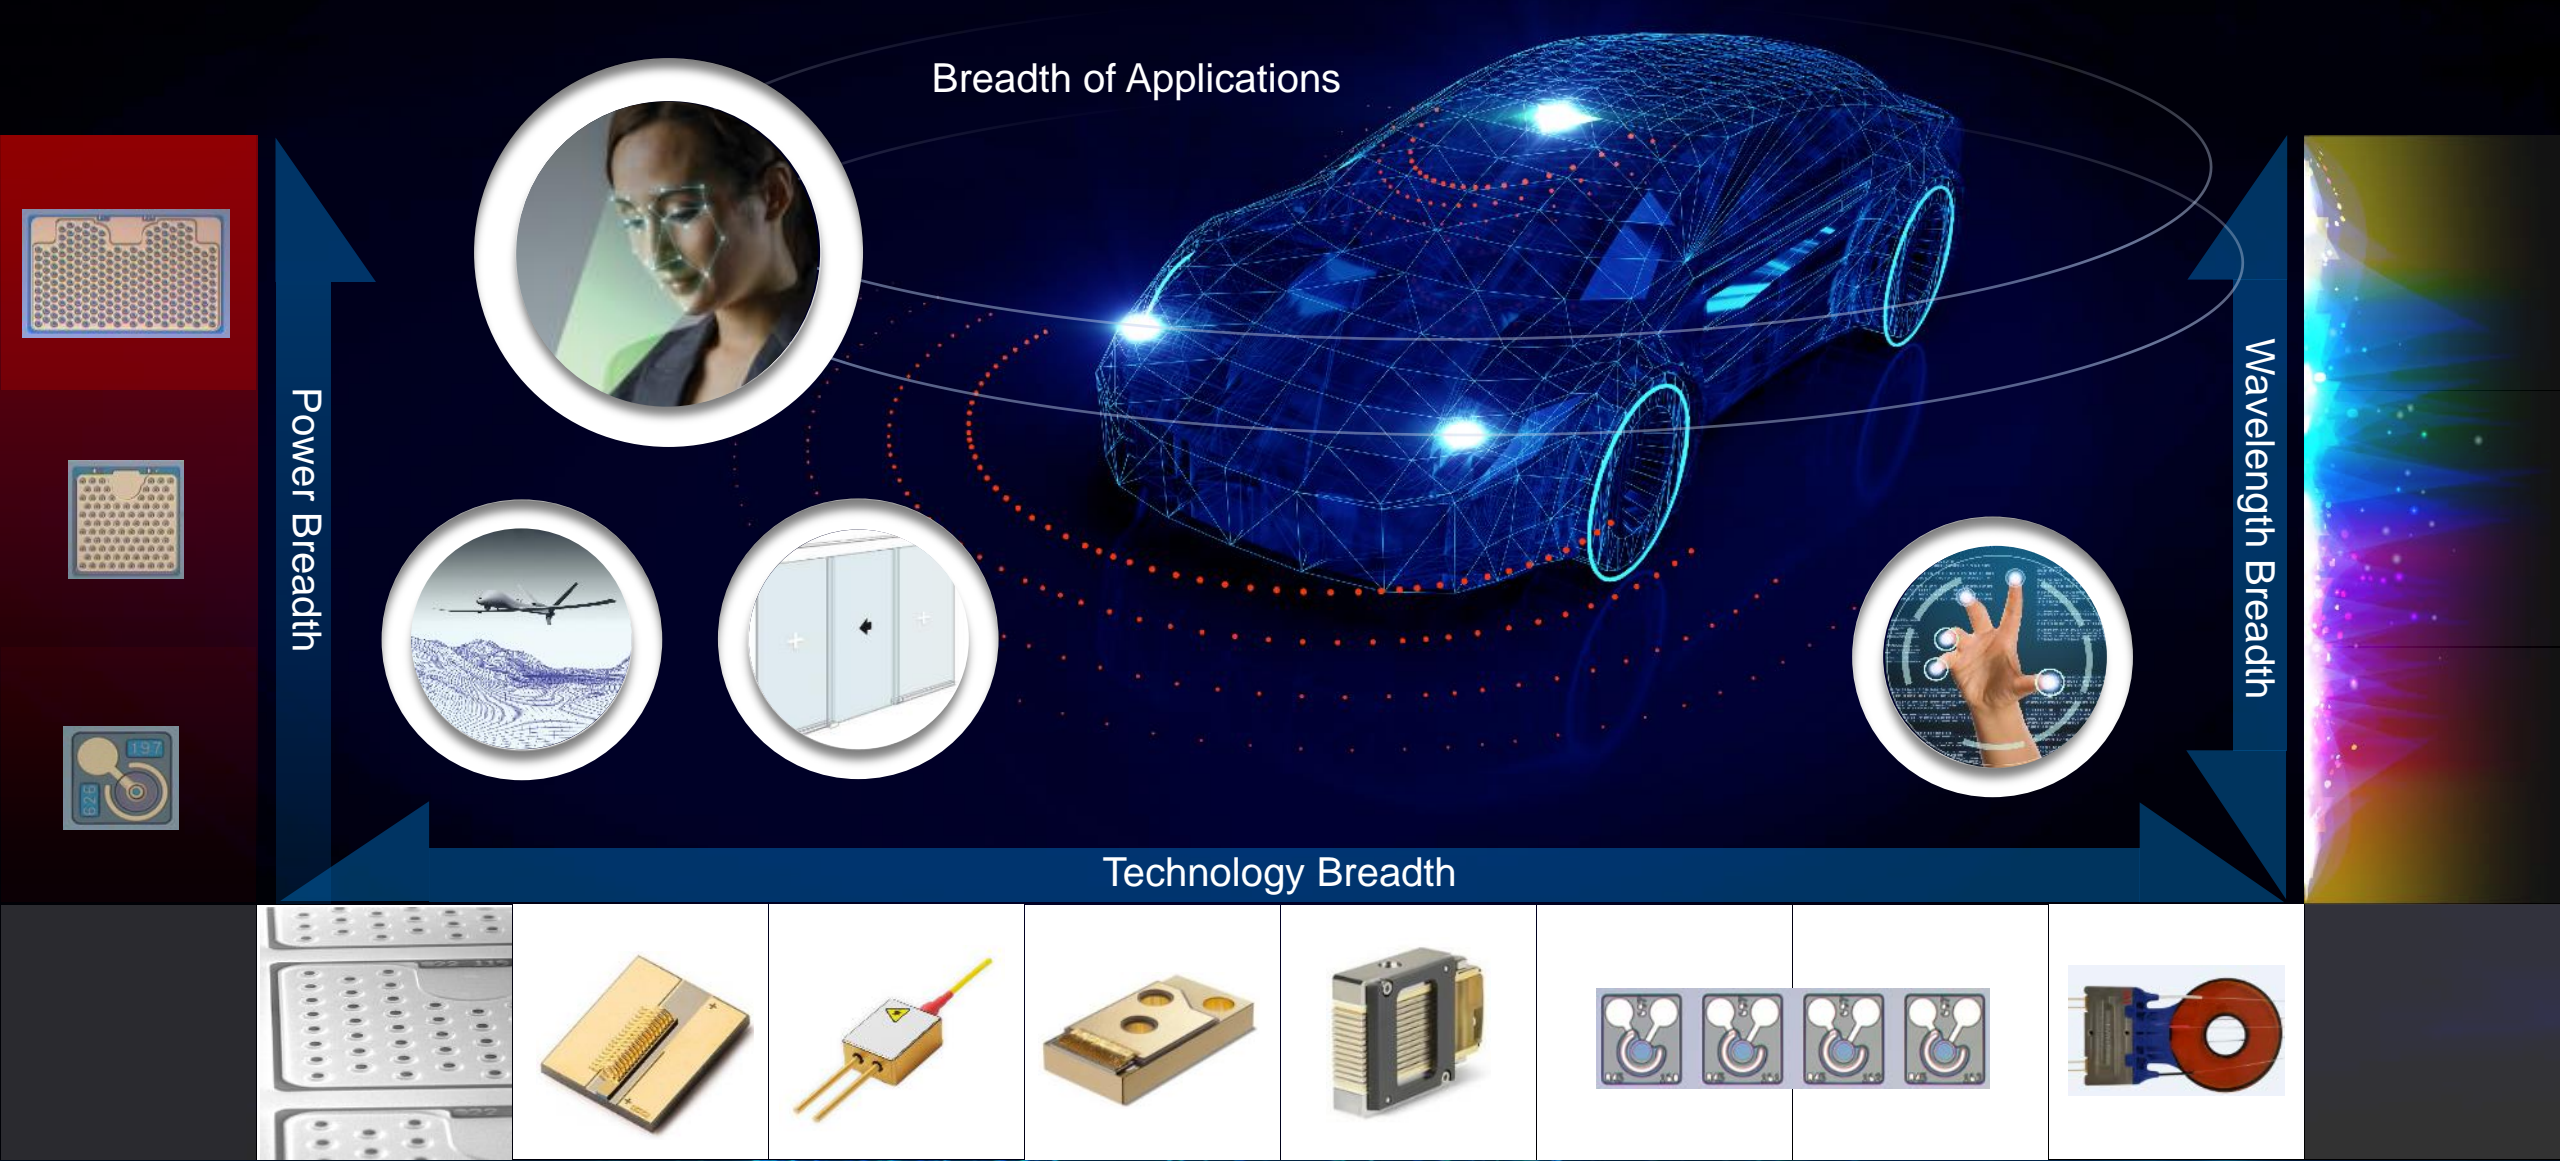 Breadth of Applications
Power Breadth
Wavelength Breadth
197
626
Technology Breadth